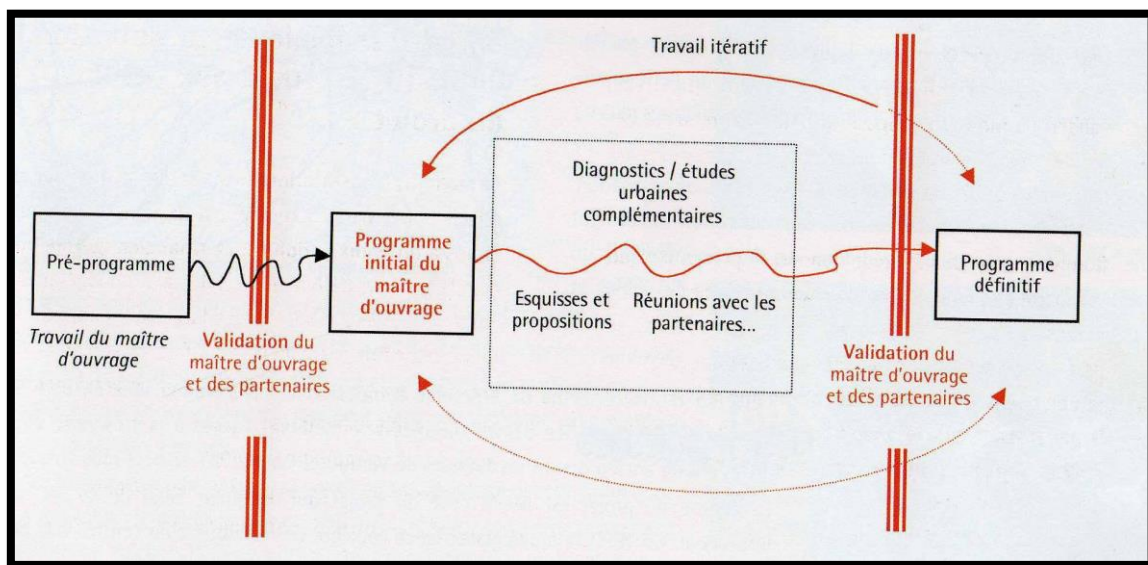 Travail itératif
Diagnostics / études
urbaines
complémentaires
Pré-programme
Travail du maître
d'ouvrage
Validation du
maître d'ouvrage
et des partenaires
Programme
initial du
maître
d'ouvrage
Esquisses et
propositions
Réunions avec les
partenaires...
Validation du
maître d'ouvrage
et des partenaires
Programme
définitif